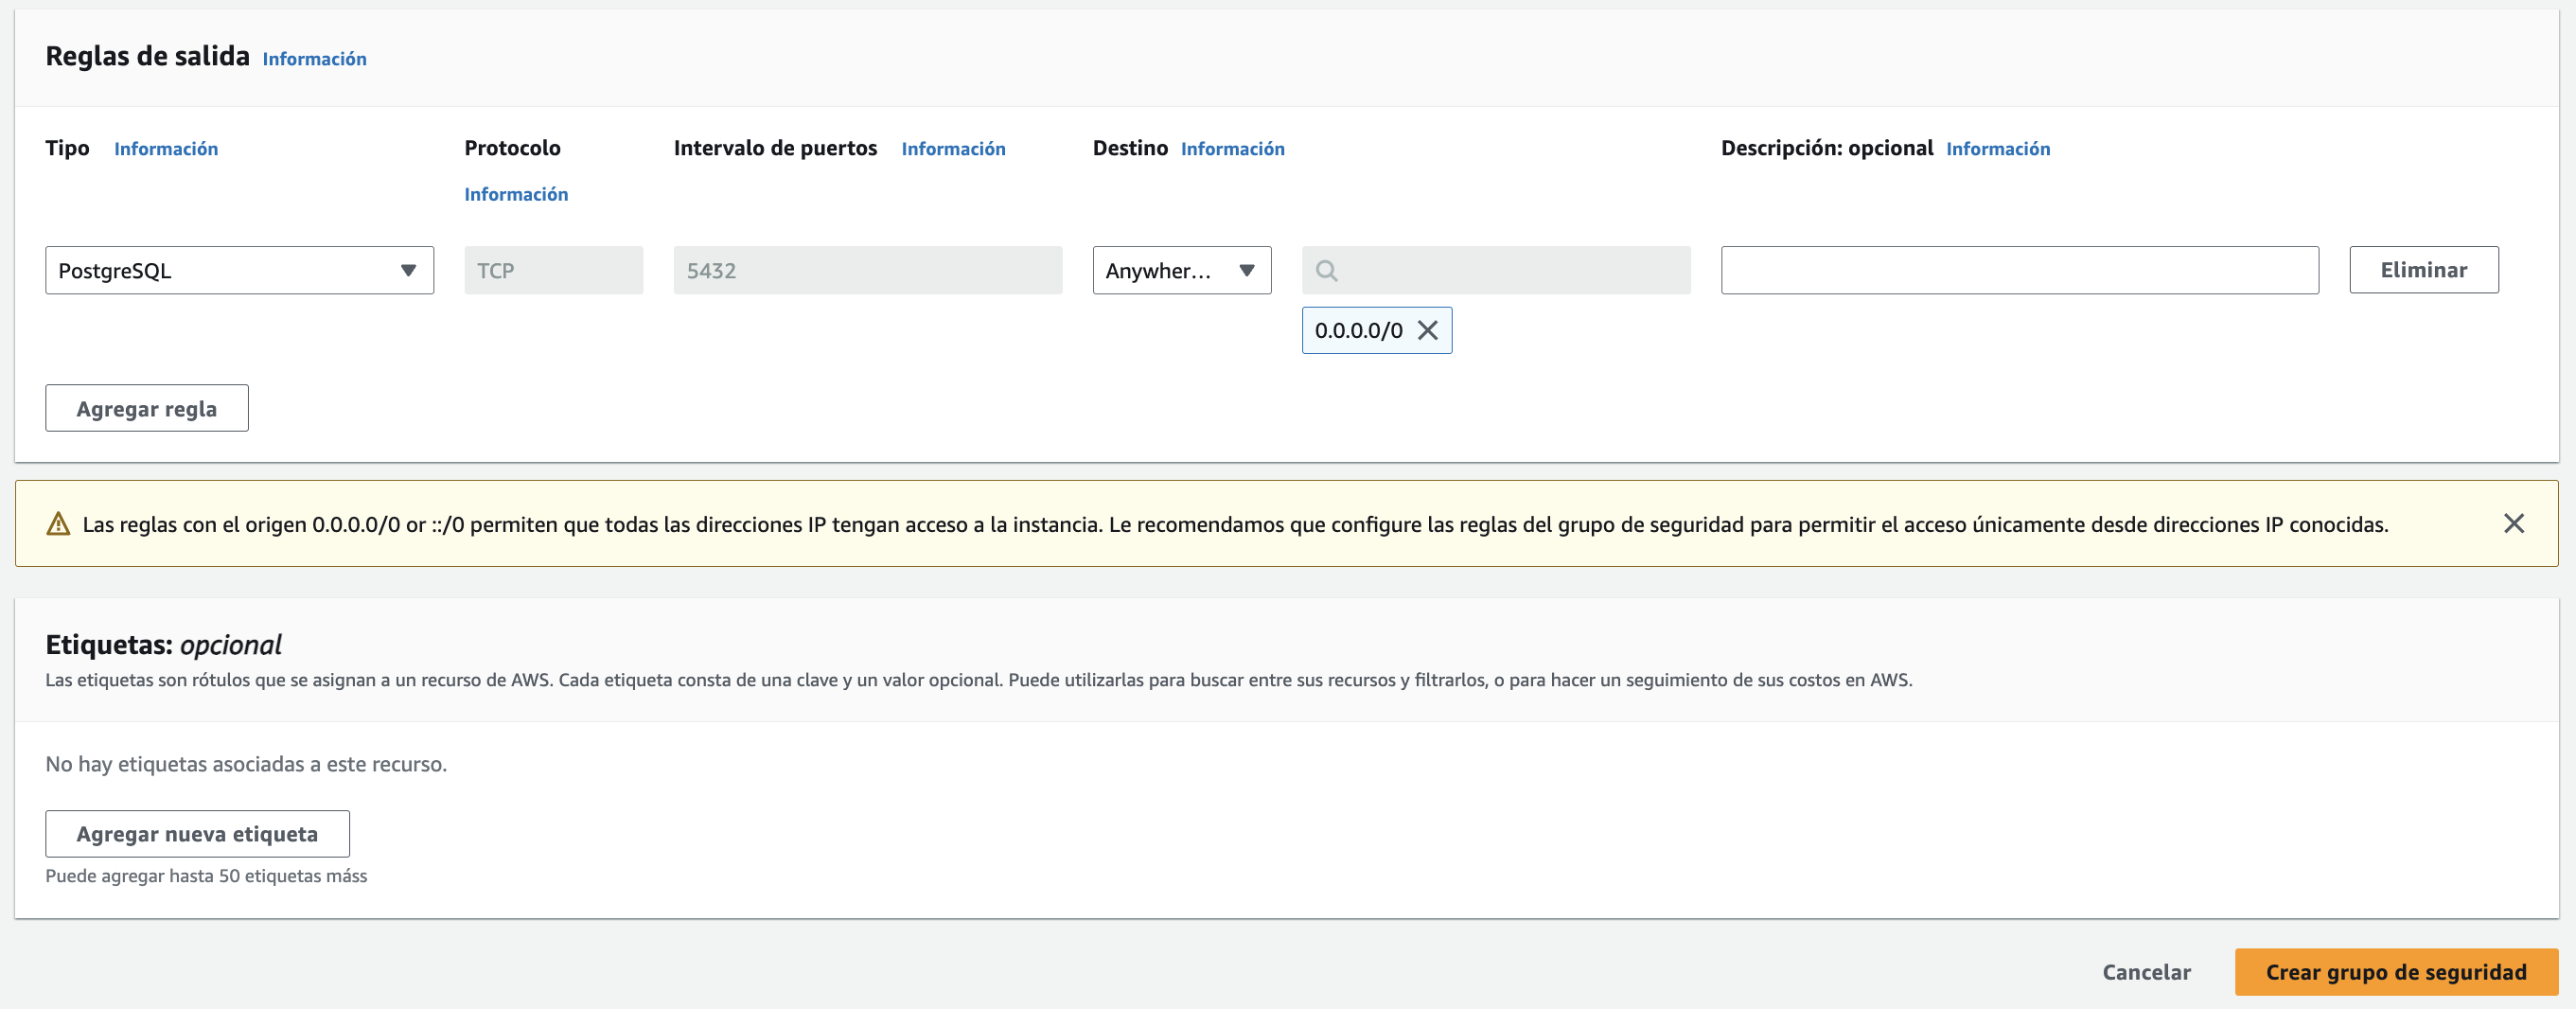 Reglas de salida Información
Tipo Información Protocolo Intervalo de puertos Información Destino Información Descripción: opcional Información
Información
PostgreSQL TCP 5432 Anywher... Eliminar
0.0.0.0/0
Agregar regla
Las reglas con el origen 0.0.0.0/0 or ::/0 permiten que todas las direcciones IP tengan acceso a la instancia. Le recomendamos que configure las reglas del grupo de seguridad para permitir el acceso únicamente desde direcciones IP conocidas.
Etiquetas: opcional
Las etiquetas son rótulos que se asignan a un recurso de AWS. Cada etiqueta consta de una clave y un valor opcional. Puede utilizarlas para buscar entre sus recursos y filtrarlos, o para hacer un seguimiento de sus costos en AWS.
No hay etiquetas asociadas a este recurso.
Agregar nueva etiqueta
Puede agregar hasta 50 etiquetas máss
Cancelar Crear grupo de seguridad